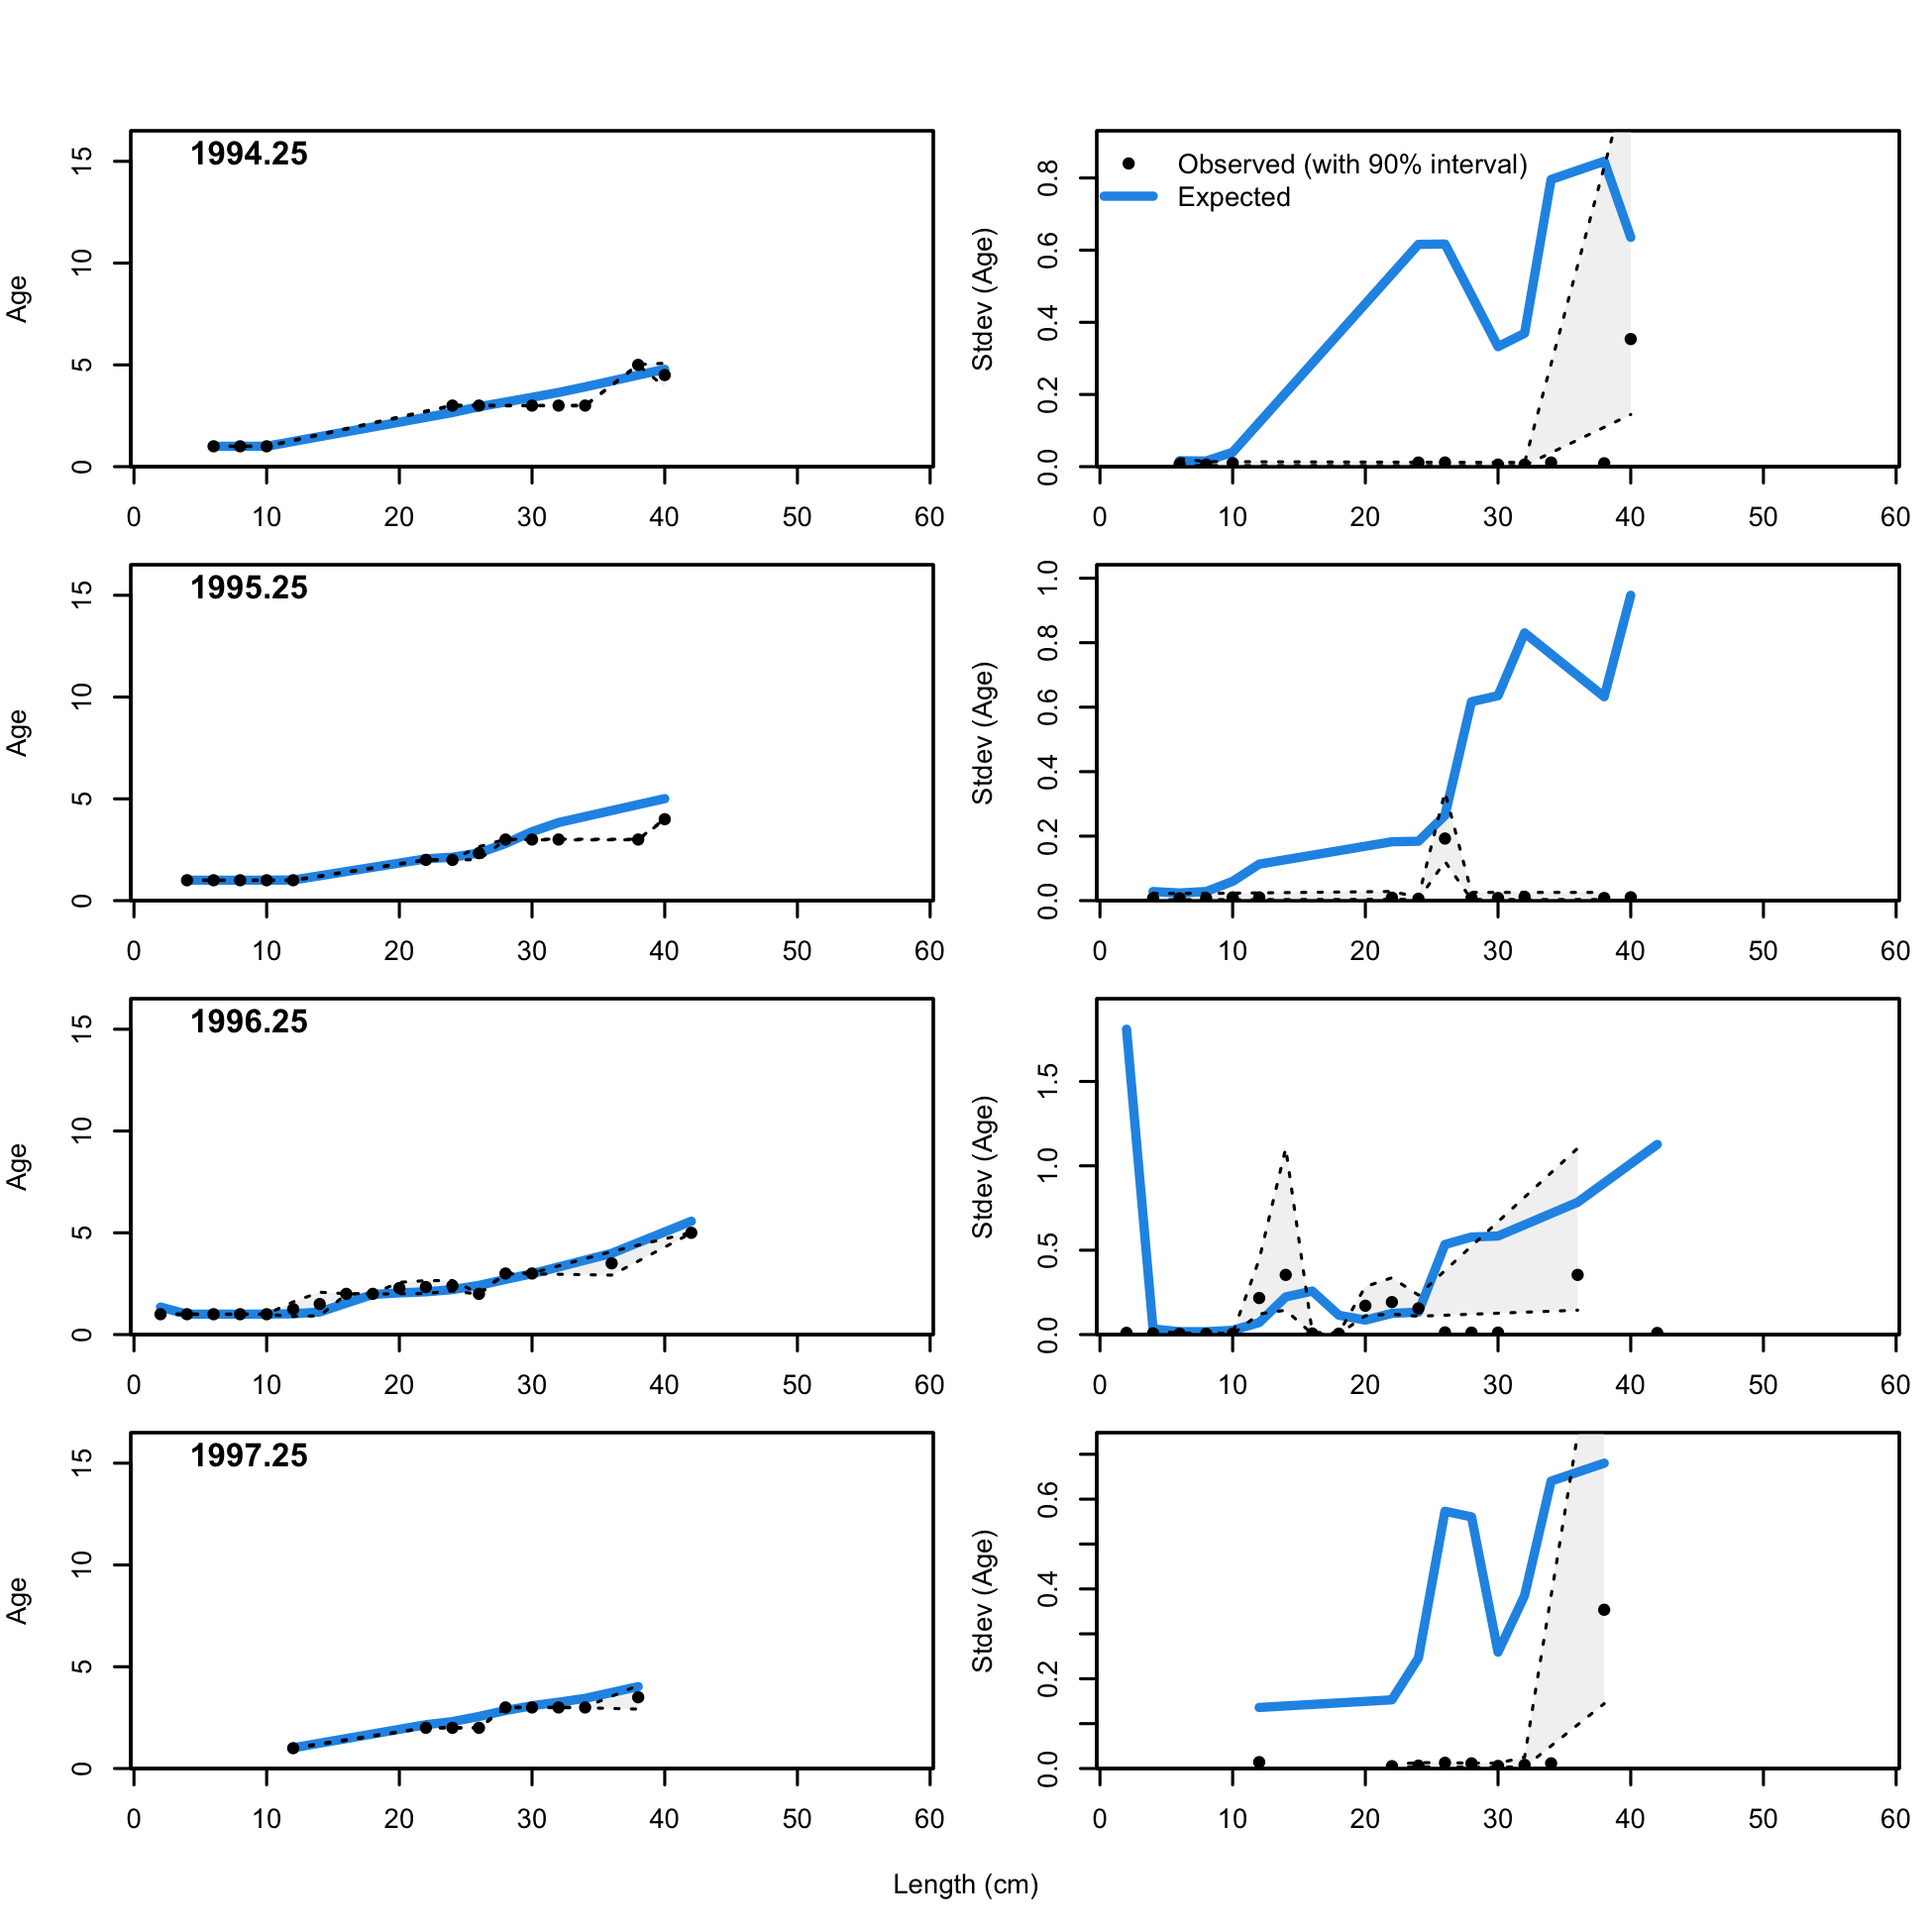 1994.25
Age
0 5 10 15
0 10 20 30 40 50 60
Observed (with 90% interval)
Expected
Stdev (Age)
0.0 0.2 0.4 0.6 0.8
0 10 20 30 40 50 60
1995.25
Age
0 5 10 15
0 10 20 30 40 50 60
Stdev (Age)
0.0 0.2 0.4 0.6 0.8 1.0
0 10 20 30 40 50 60
1996.25
Age
0 5 10 15
0 10 20 30 40 50 60
Stdev (Age)
0.0 0.5 1.0 1.5
0 10 20 30 40 50 60
1997.25
Age
0 5 10 15
0 10 20 30 40 50 60
Stdev (Age)
0.0 0.2 0.4 0.6
0 10 20 30 40 50 60
Length (cm)